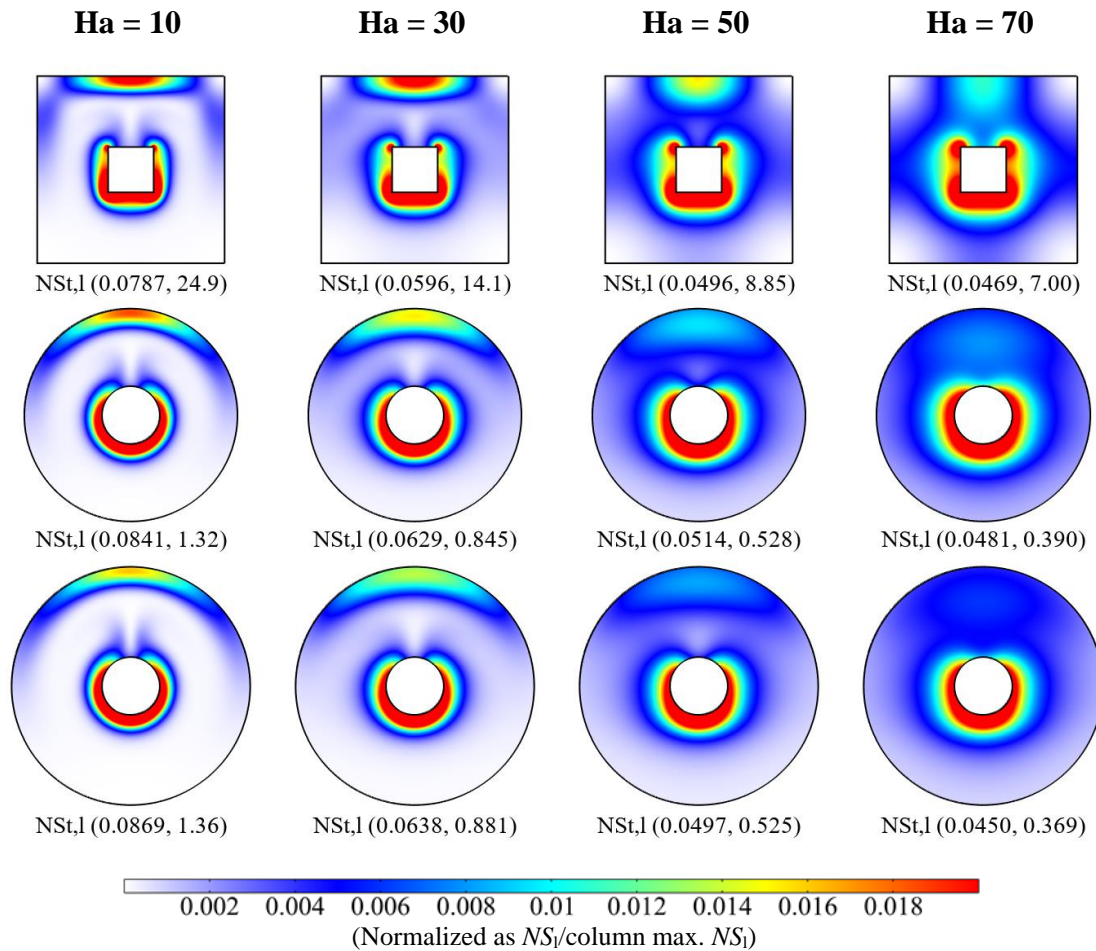 Ha = 10 Ha = 30 Ha = 50 Ha = 70
NSt,l (0.0787, 24.9) NSt,l (0.0596, 14.1) NSt,l (0.0496, 8.85) NSt,l (0.0469, 7.00)
NSt,l (0.0841, 1.32) NSt,l (0.0629, 0.845) NSt,l (0.0514, 0.528) NSt,l (0.0481, 0.390)
NSt,l (0.0869, 1.36) NSt,l (0.0638, 0.881) NSt,l (0.0497, 0.525) NSt,l (0.0450, 0.369)
0.002 0.004 0.006 0.008 0.01 0.012 0.014 0.016 0.018
(Normalized as NSl/column max. NSl)